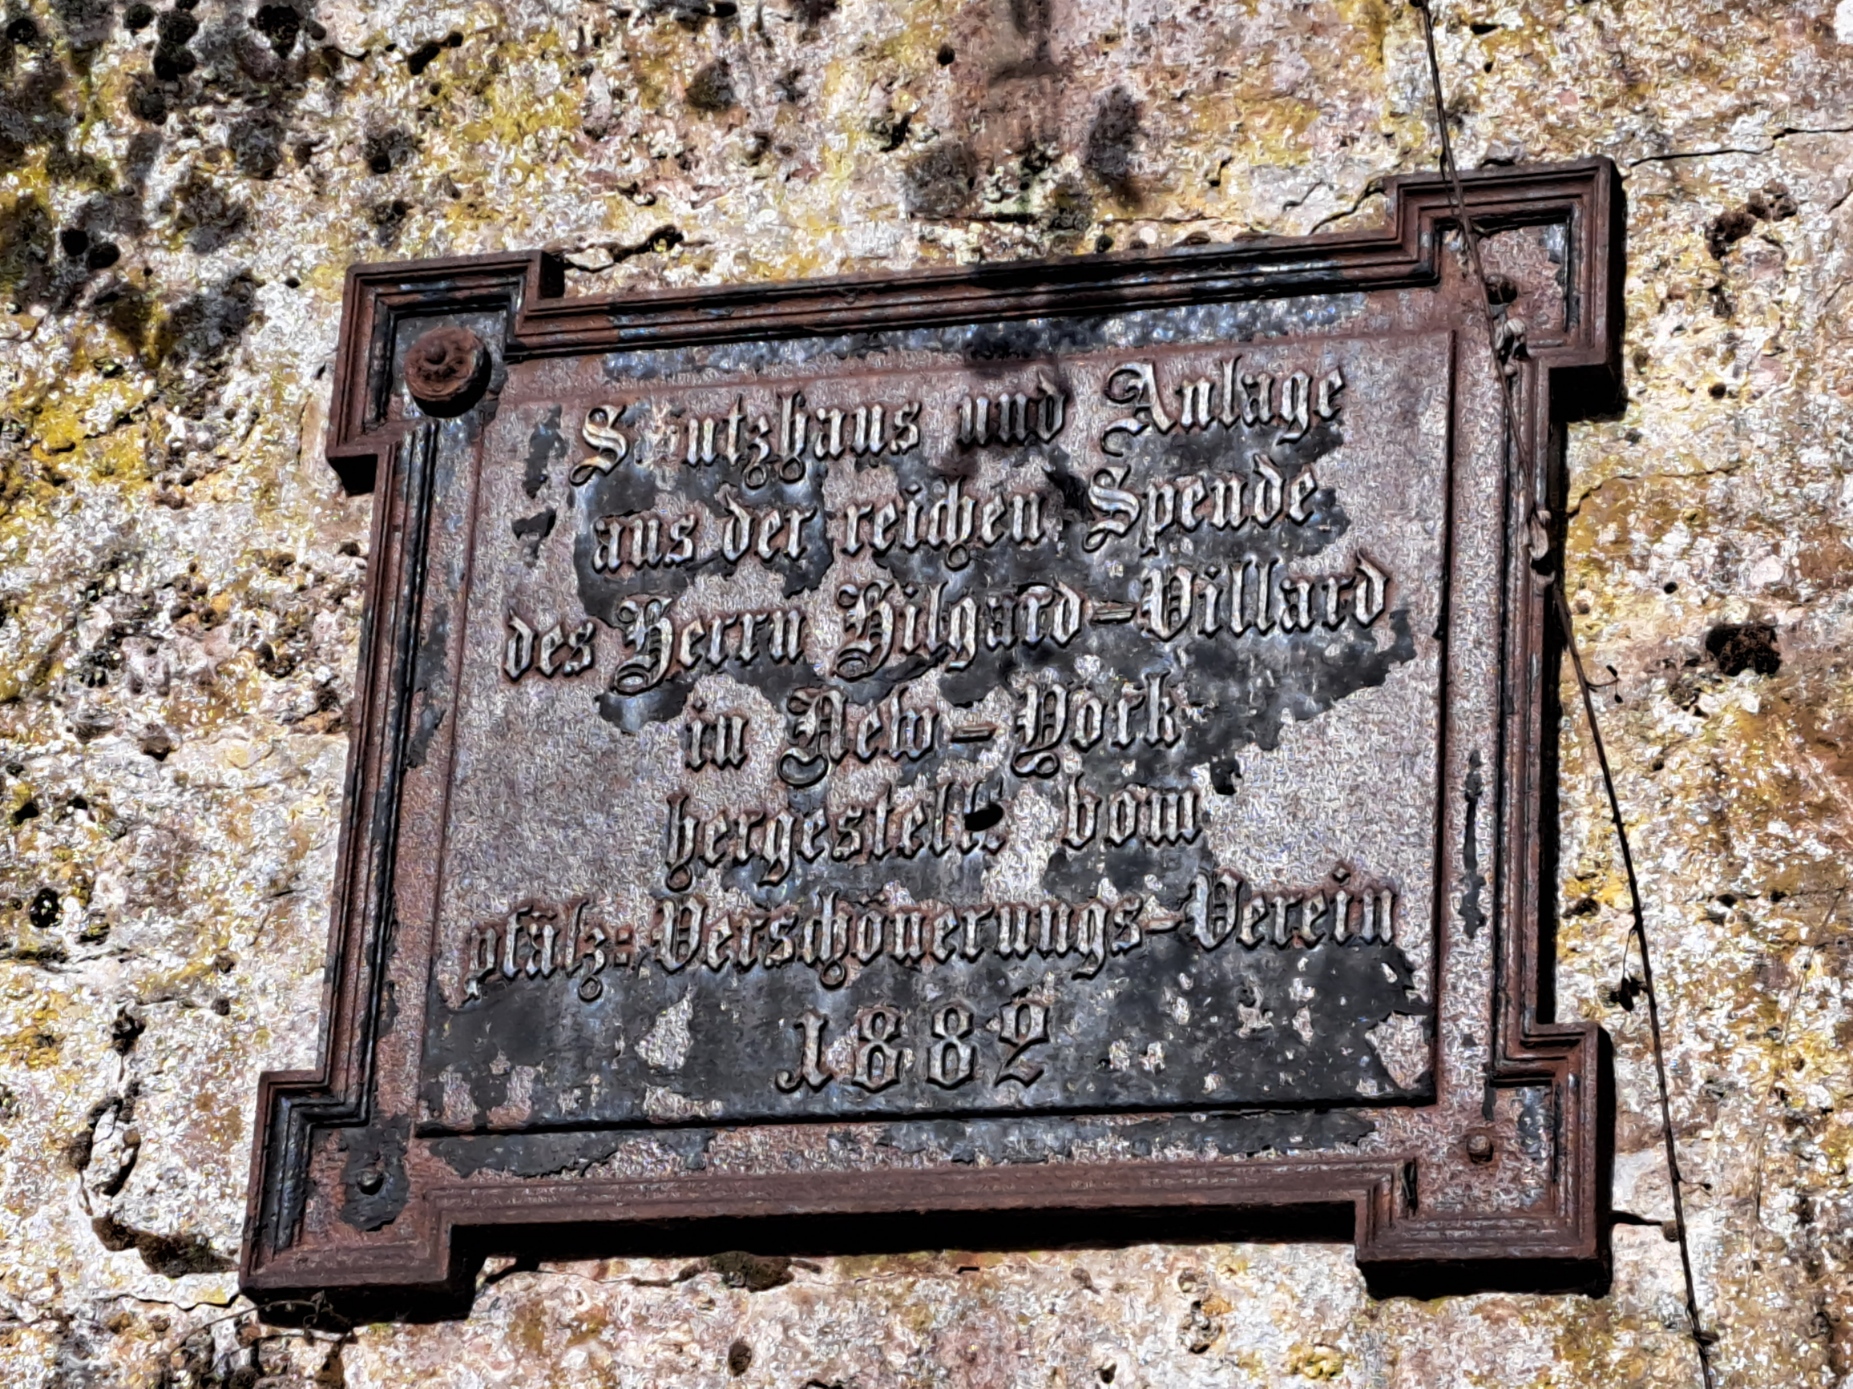 Schutzhaus und Anlage
aus der reichen Spende
des Herrn Hilgard-Villard
in New-York
hergestellt vom
pfälz: Verschönerungs-Verein
1882